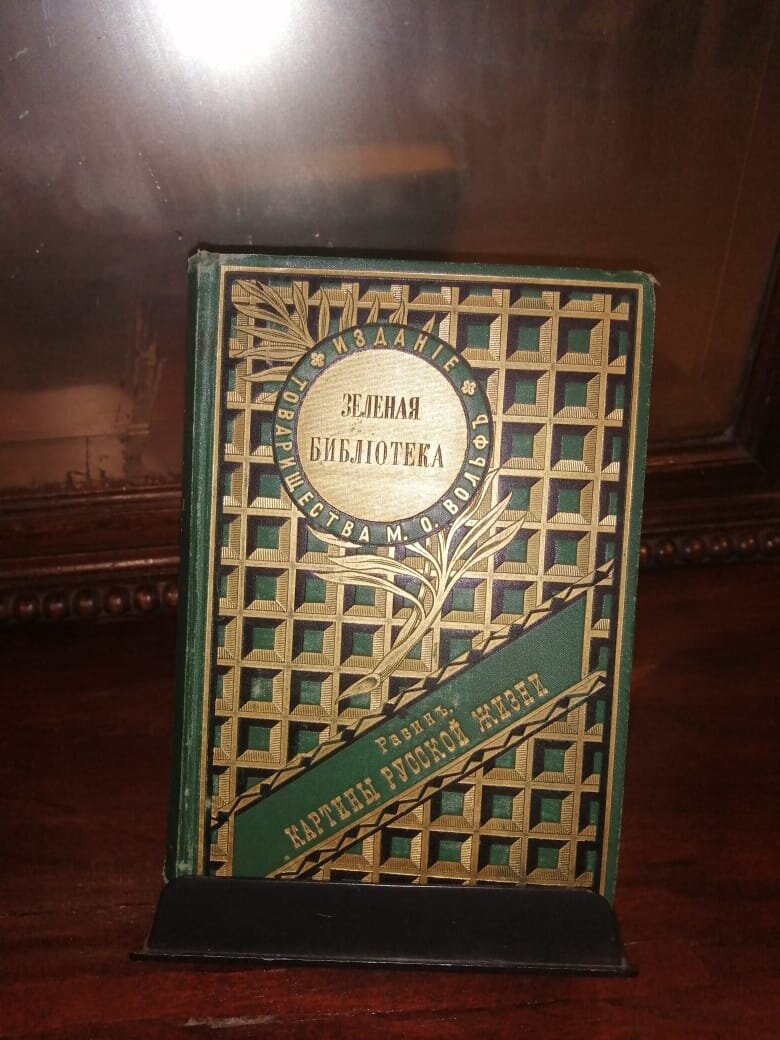 ИЗДАНІЕ
ТОВАРИЩЕСТВА М. О. ВОЛЬФЪ
ЗЕЛЕНАЯ
БИБЛІОТЕКА
Разинъ,
КАРТИНЫ РУССКОЙ ЖИЗНИ